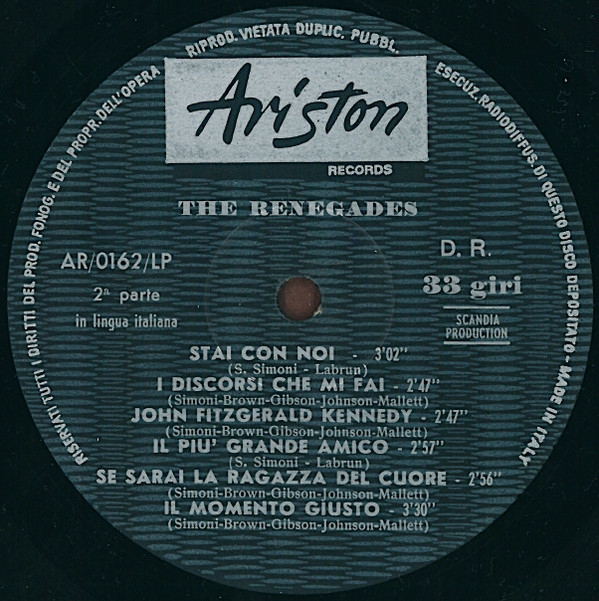 RISERVATI TUTTI I DIRITTI DEL PROD. FONOG. E DEL PROPR. DELL'OPERA
RIPROD. VIETATA DUPLIC. PUBBL.
ESECUZ. RADIODIFFUS. DI QUESTO DISCO DEPOSITATO - MADE IN ITALY
Ariston
RECORDS
THE RENEGADES
AR/0162/LP
D. R.
2ª parte
33 giri
in lingua italiana
SCANDIA
PRODUCTION
STAI CON NOI - 3'02"
(S. Simoni - Labrun)
I DISCORSI CHE MI FAI - 2'47"
(Simoni-Brown-Gibson-Johnson-Mallett)
JOHN FITZGERALD KENNEDY - 2'47"
(Simoni-Brown-Gibson-Johnson-Mallett)
IL PIU' GRANDE AMICO - 2'57"
(S. Simoni - Labrun)
SE SARAI LA RAGAZZA DEL CUORE - 2'56"
(Simoni-Brown-Gibson-Johnson-Mallett)
IL MOMENTO GIUSTO - 3'30"
(Simoni-Brown-Gibson-Johnson-Mallett)